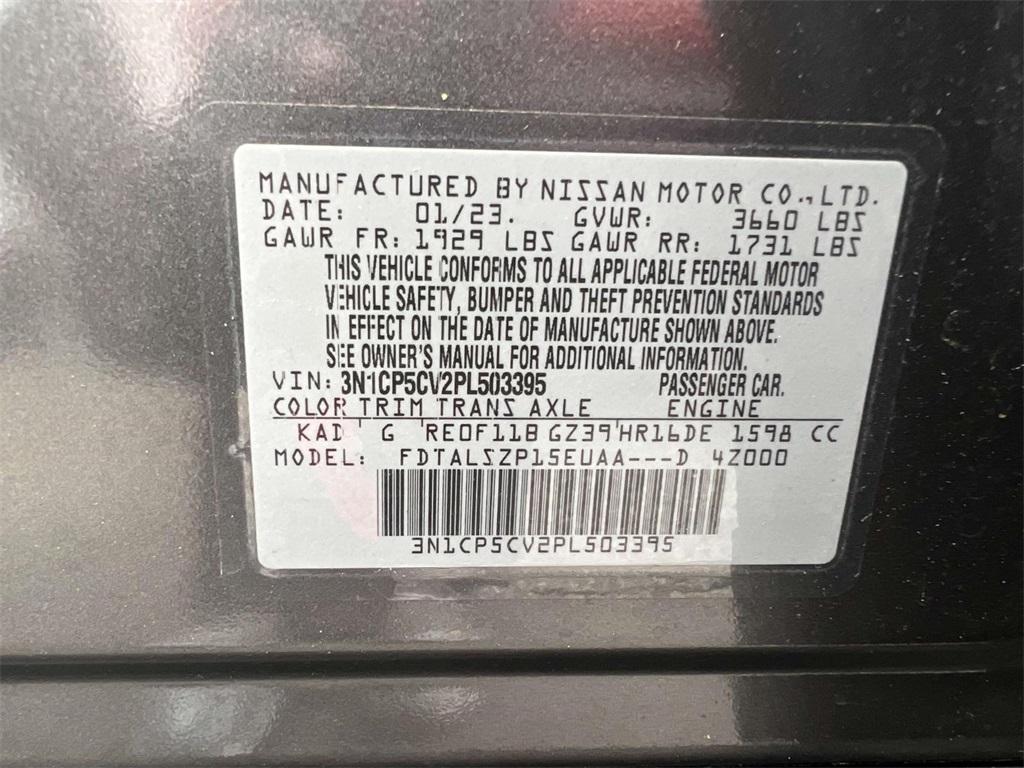 MANUFACTURED BY NISSAN MOTOR CO.,LTD.
DATE: 01/23. GVWR: 3660 LBS
GAWR FR: 1929 LBS GAWR RR: 1731 LBS
THIS VEHICLE CONFORMS TO ALL APPLICABLE FEDERAL MOTOR
VEHICLE SAFETY, BUMPER AND THEFT PREVENTION STANDARDS
IN EFFECT ON THE DATE OF MANUFACTURE SHOWN ABOVE.
SEE OWNER'S MANUAL FOR ADDITIONAL INFORMATION.
VIN: 3N1CP5CV2PL503395 PASSENGER CAR.
COLOR TRIM TRANS AXLE ENGINE
KAD ' G 'RE0F11B GZ39'HR16DE 1598 CC
MODEL: FDTALSZP15EUAA---D 4Z000
3N1CP5CV2PL503395